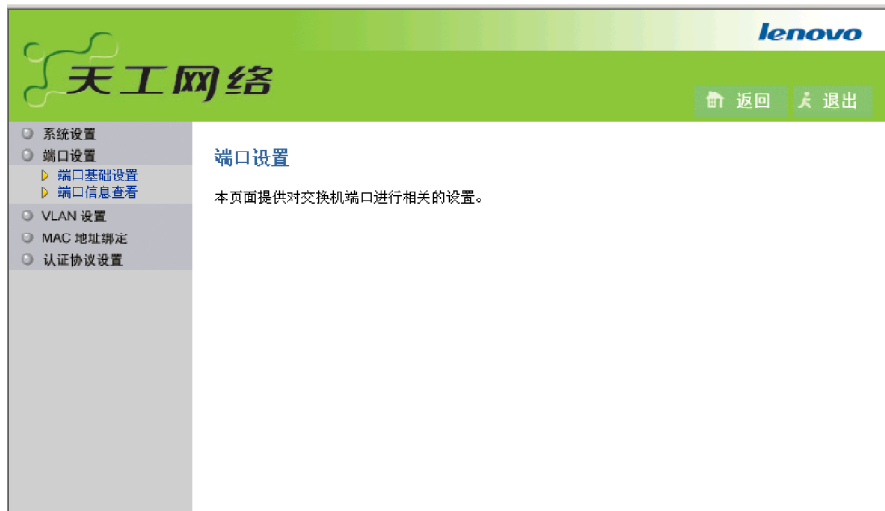 lenovo
天工网络
返回 退出
系统设置
端口设置
端口基础设置
端口信息查看
VLAN 设置
MAC 地址绑定
认证协议设置
端口设置
本页面提供对交换机端口进行相关的设置。